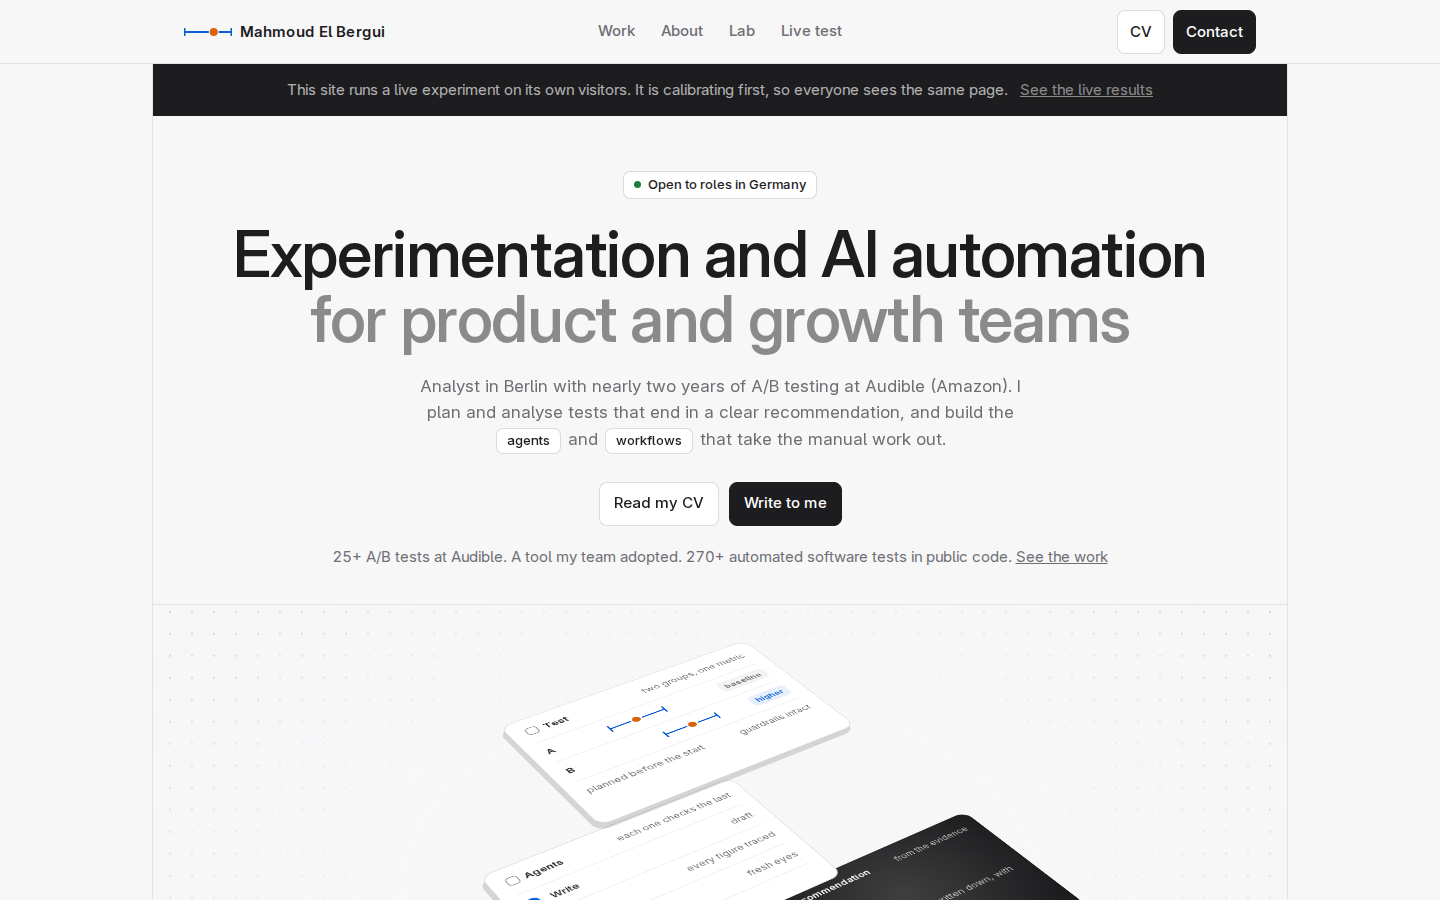 Mahmoud El Bergui
Work About Lab Live test
CV Contact
This site runs a live experiment on its own visitors. It is calibrating first, so everyone sees the same page. See the live results
Open to roles in Germany
Experimentation and AI automation
for product and growth teams
Analyst in Berlin with nearly two years of A/B testing at Audible (Amazon). I
plan and analyse tests that end in a clear recommendation, and build the
agents and workflows that take the manual work out.
Read my CV Write to me
25+ A/B tests at Audible. A tool my team adopted. 270+ automated software tests in public code. See the work
Test two groups, one metric
A baseline
B higher
planned before the start guardrails intact
Agents each one checks the last
Write draft
every figure traced
fresh eyes
from the evidence